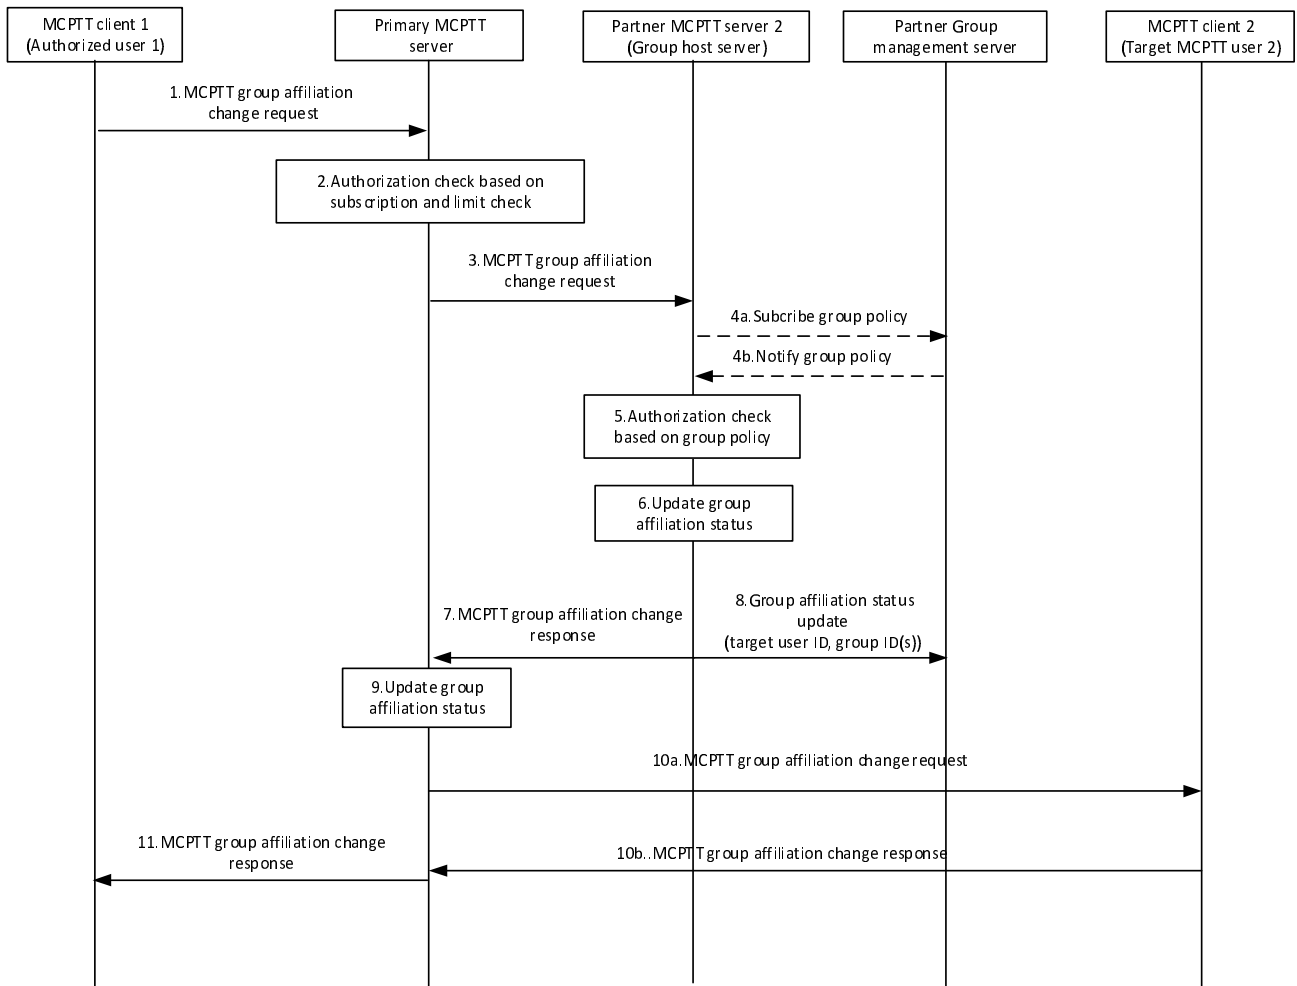 MCPTT client 1
(Authorized user 1)
Primary MCPTT
server
Partner MCPTT server 2
(Group host server)
Partner Group
management server
MCPTT client 2
(Target MCPTT user 2)
1. MCPTT group affiliation
change request
2. Authorization check based on
subscription and limit check
3. MCPTT group affiliation
change request
4a. Subcribe group policy
4b. Notify group policy
5. Authorization check
based on group policy
6. Update group
affiliation status
7. MCPTT group affiliation change
response
8. Group affiliation status
update
(target user ID, group ID(s))
9. Update group
affiliation status
10a. MCPTT group affiliation change request
11. MCPTT group affiliation change
response
10b.. MCPTT group affiliation change response